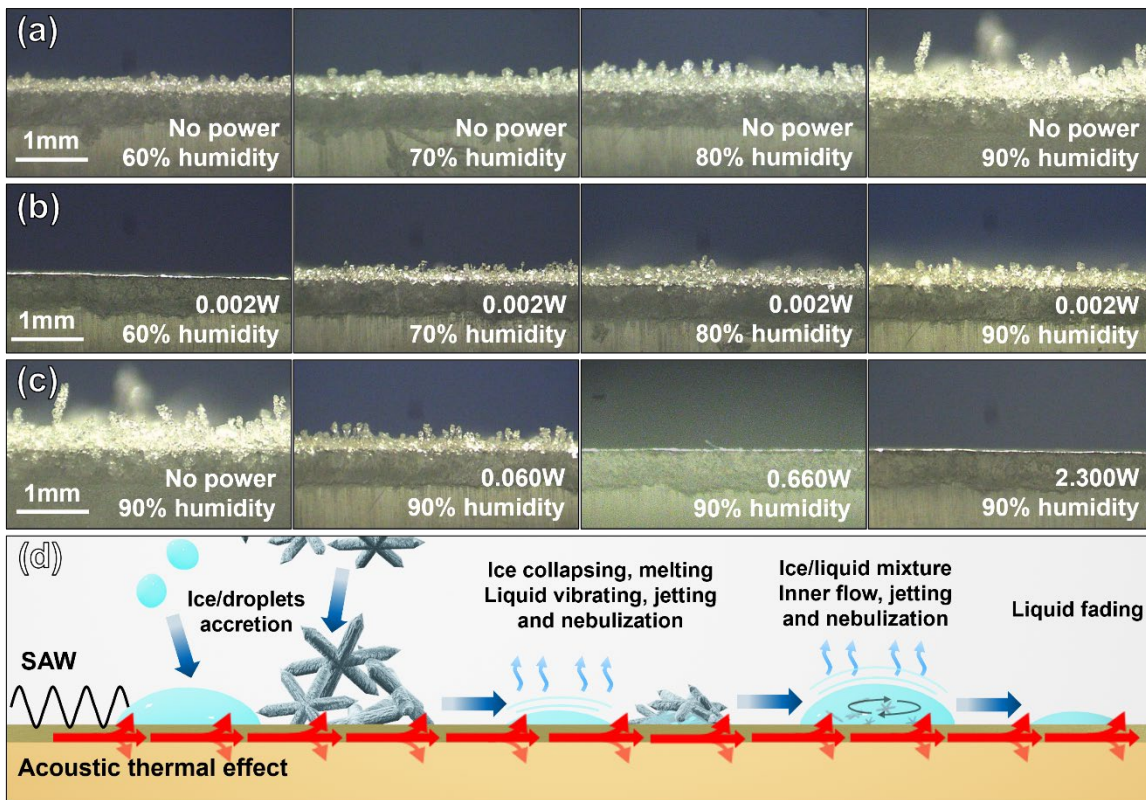 (a)
No power
60% humidity
1mm
No power
70% humidity
No power
80% humidity
No power
90% humidity
(b)
0.002W
60% humidity
1mm
0.002W
70% humidity
0.002W
80% humidity
0.002W
90% humidity
(c)
No power
90% humidity
1mm
0.060W
90% humidity
0.660W
90% humidity
2.300W
90% humidity
(d)
Ice/droplets
accretion
SAW
Ice collapsing, melting
Liquid vibrating, jetting
and nebulization
Ice/liquid mixture
Inner flow, jetting
and nebulization
Liquid fading
Acoustic thermal effect